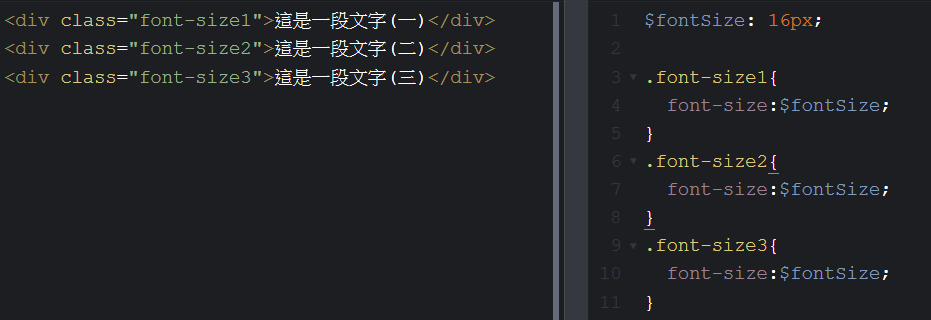 <div class="font-size1">這是一段文字(一)</div>
<div class="font-size2">這是一段文字(二)</div>
<div class="font-size3">這是一段文字(三)</div>
1 $fontSize: 16px;
2
3 .font-size1{
4 font-size:$fontSize;
5 }
6 .font-size2{
7 font-size:$fontSize;
8 }
9 .font-size3{
10 font-size:$fontSize;
11 }